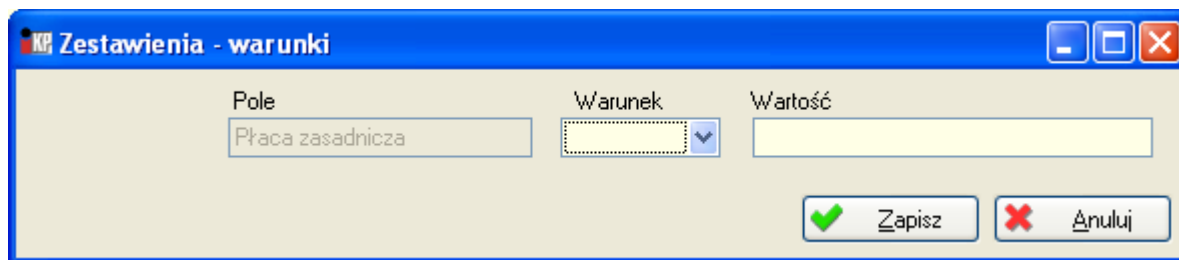 KP Zestawienia - warunki
Pole Warunek Wartość
Płaca zasadnicza
Zapisz Anuluj